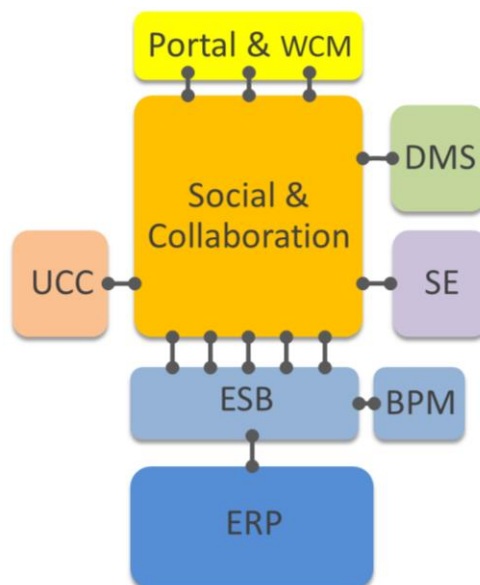 Portal & WCM
DMS
Social &
Collaboration
UCC
SE
ESB
BPM
ERP